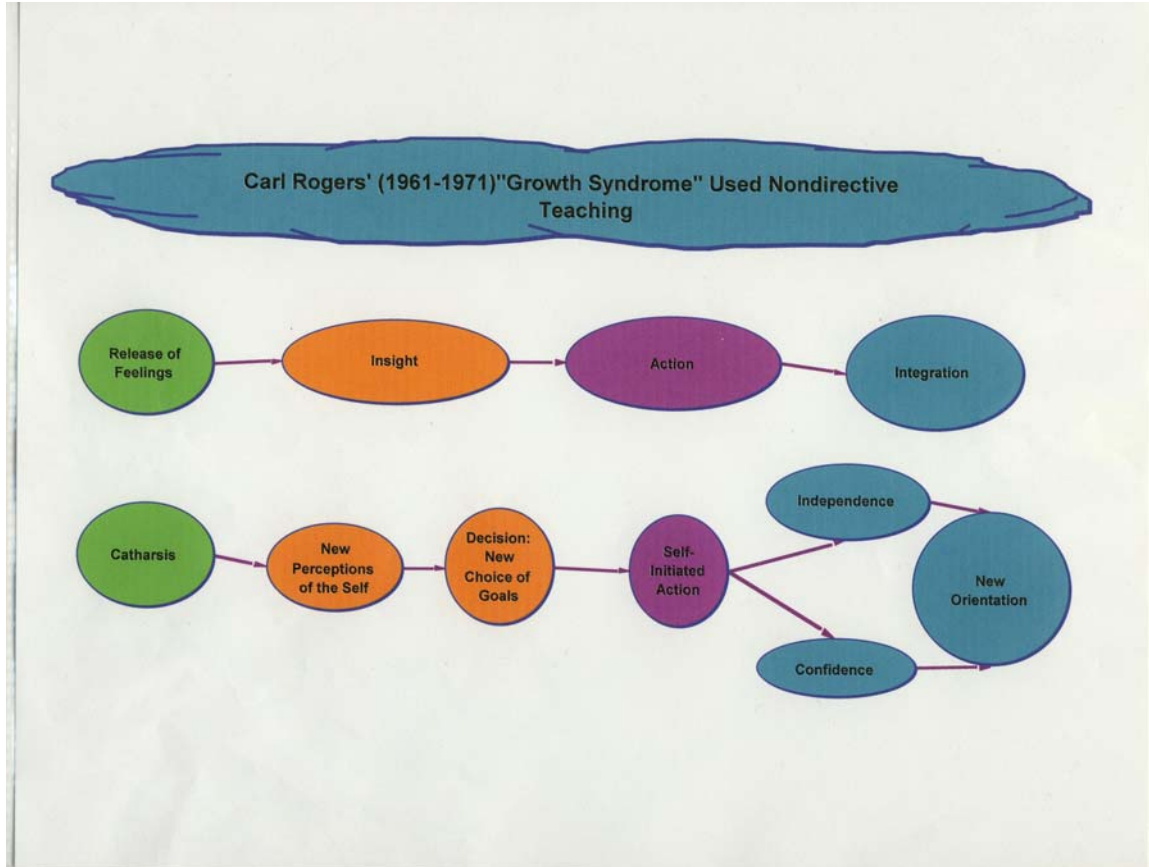 Carl Rogers' (1961-1971)"Growth Syndrome" Used Nondirective
Teaching
Release of
Feelings
Insight
Action
Integration
Catharsis
New
Perceptions
of the Self
Decision:
New
Choice of
Goals
Self-
Initiated
Action
Independence
Confidence
New
Orientation